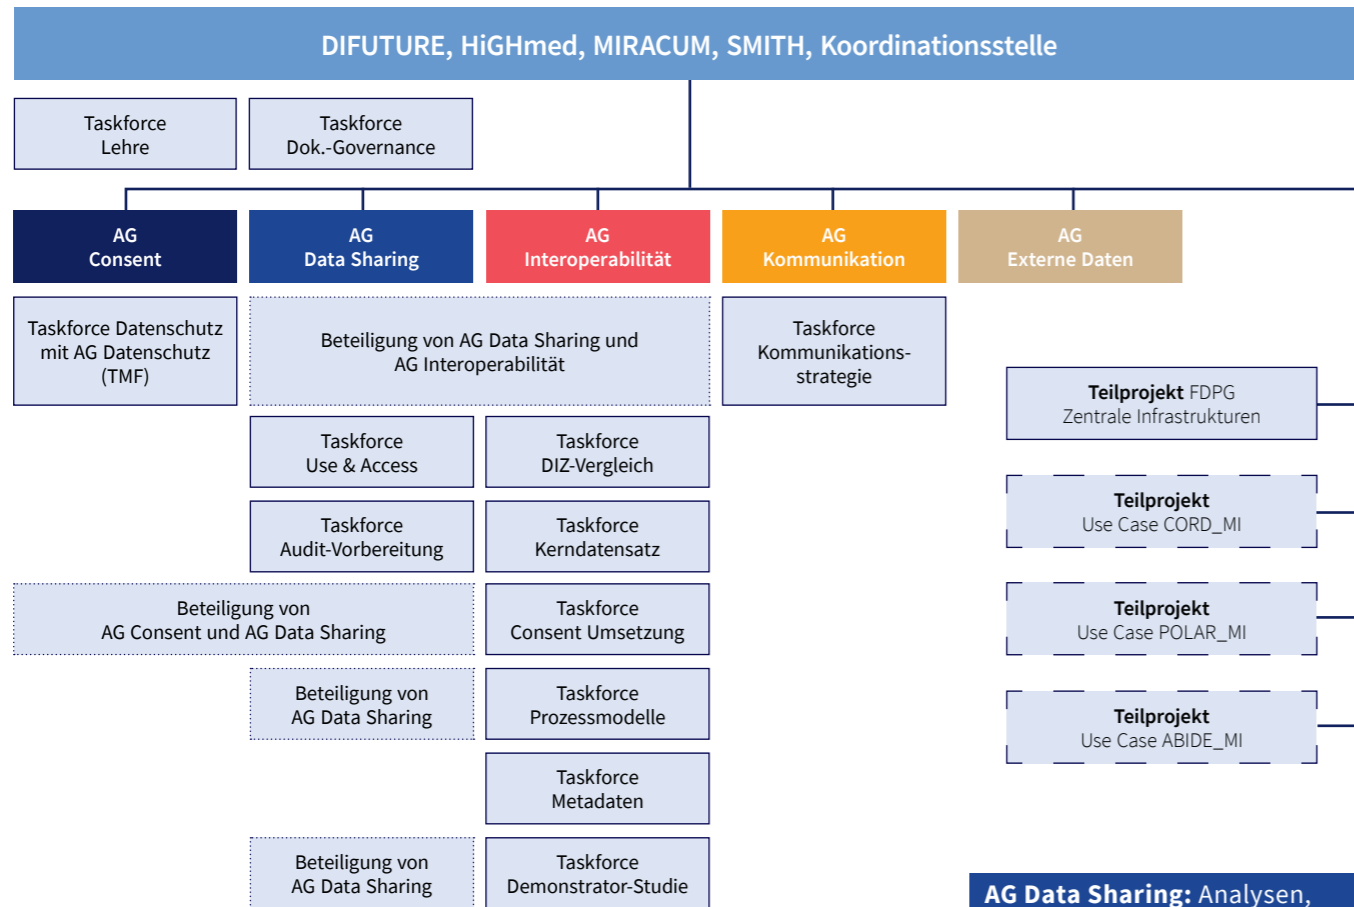 DIFUTURE, HiGHmed, MIRACUM, SMITH, Koordinationsstelle
Taskforce
Lehre
Taskforce
Dok.-Governance
AG
Consent
AG
Data Sharing
AG
Interoperabilität
AG
Kommunikation
AG
Externe Daten
Taskforce Datenschutz
mit AG Datenschutz
(TMF)
Beteiligung von AG Data Sharing und
AG Interoperabilität
Taskforce
Kommunikations-
strategie
Teilprojekt FDPG
Zentrale Infrastrukturen
Taskforce
Use & Access
Taskforce
DIZ-Vergleich
Teilprojekt
Use Case CORD_MI
Taskforce
Audit-Vorbereitung
Taskforce
Kerndatensatz
Beteiligung von
AG Consent und AG Data Sharing
Taskforce
Consent Umsetzung
Teilprojekt
Use Case POLAR_MI
Beteiligung von
AG Data Sharing
Taskforce
Prozessmodelle
Teilprojekt
Use Case ABIDE_MI
Taskforce
Metadaten
Beteiligung von
AG Data Sharing
Taskforce
Demonstrator-Studie
AG Data Sharing: Analysen,